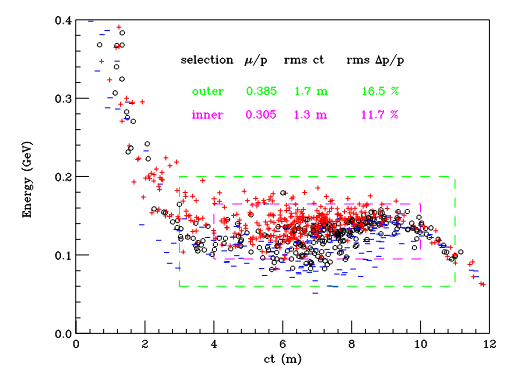 0.4
selection μ/p rms ct rms Δp/p
outer 0.385 1.7 m 16.5 %
0.3
inner 0.305 1.3 m 11.7 %
Energy (GeV)
0.2
0.1
0.0
0 2 4 6 8 10 12
ct (m)